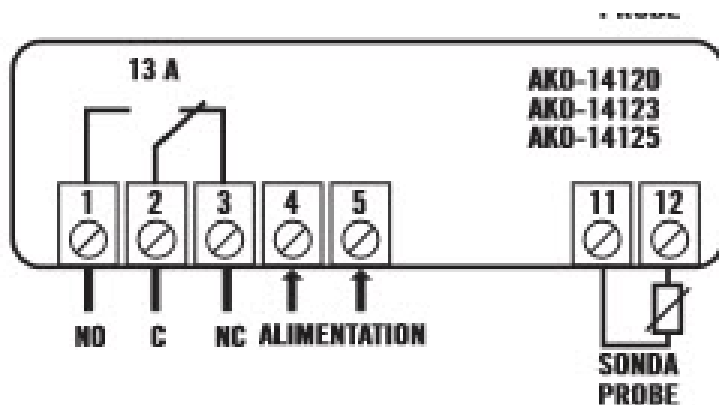 PROBE
13 A
AKO-14120
AKO-14123
AKO-14125
1 2 3 4 5 11 12
NO C NC ALIMENTATION
SONDA
PROBE